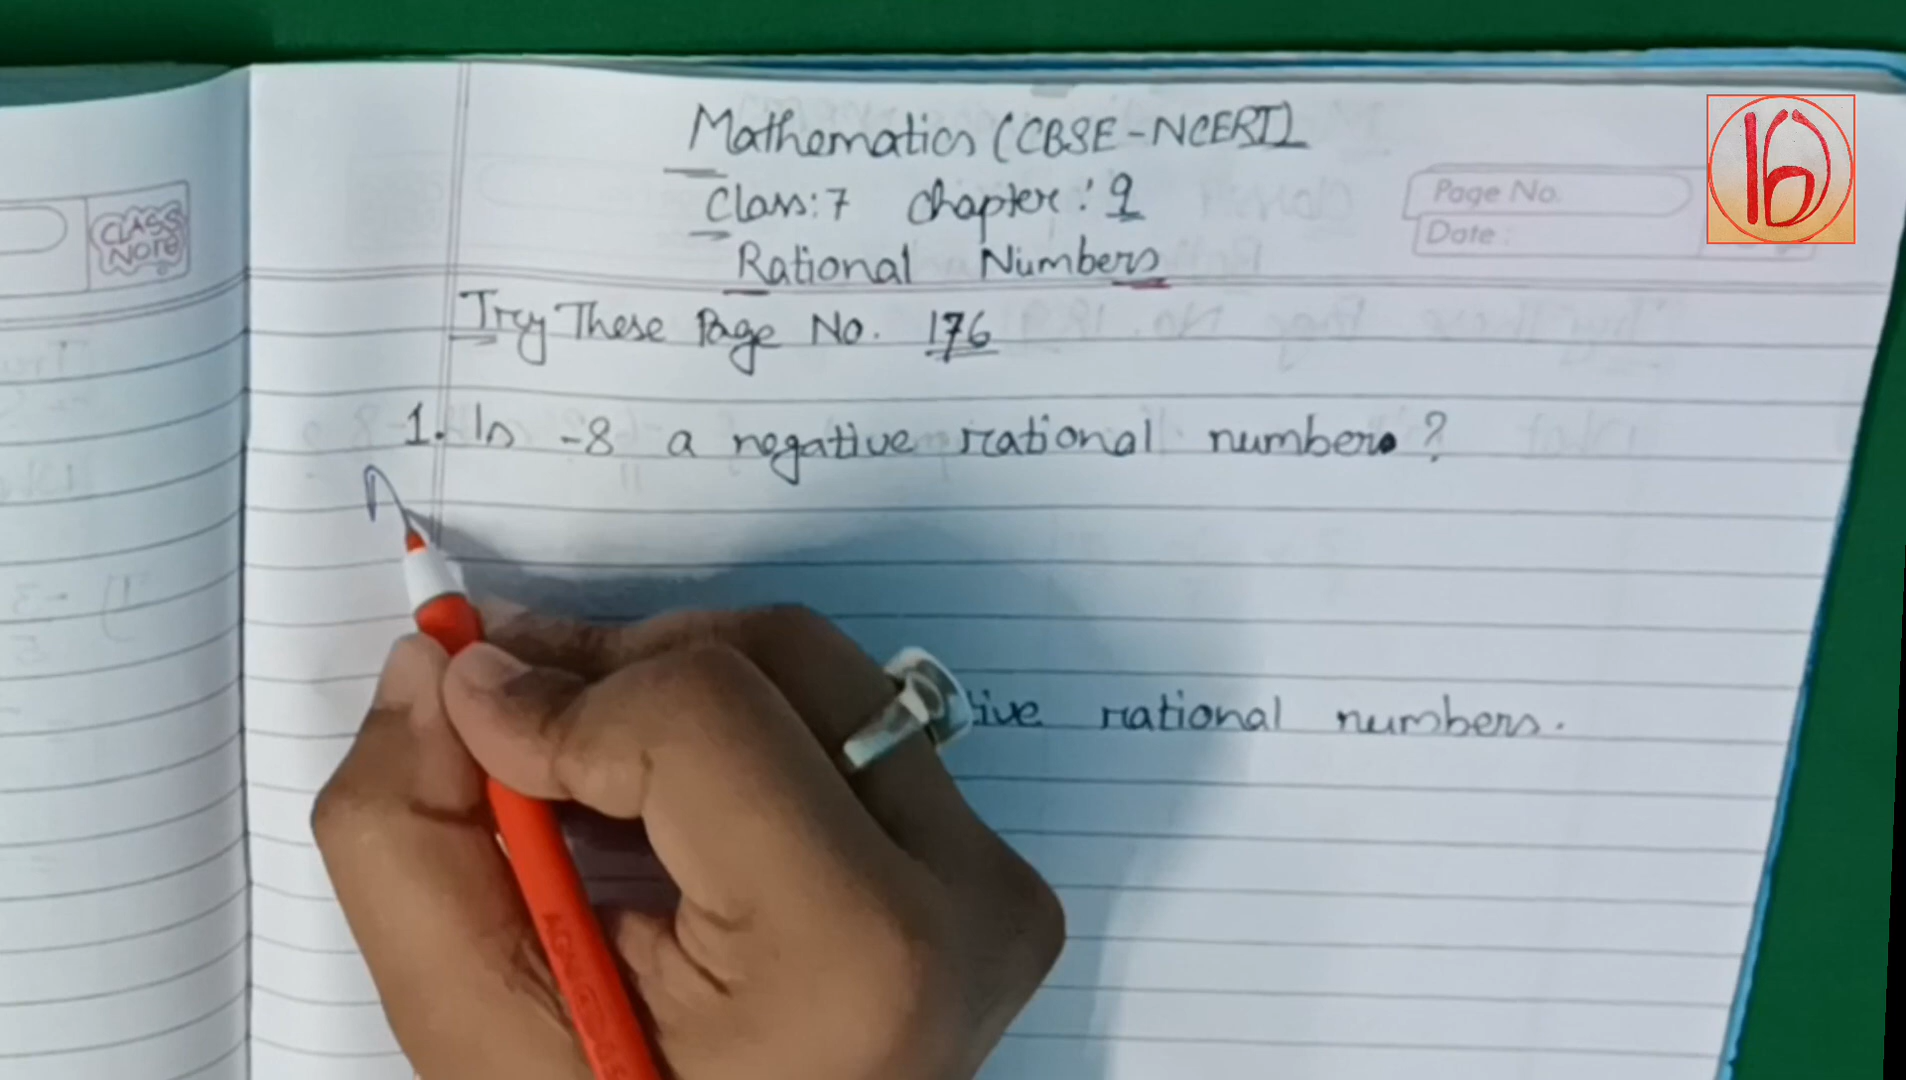 Mathematics (CBSE-NCERT)
Class: 7 Chapter: 9
Rational Numbers
Page No.
Date:
CLASS
NOTE
Try These Page No. 176
1. Is -8 a negative rational number?
tive rational numbers.